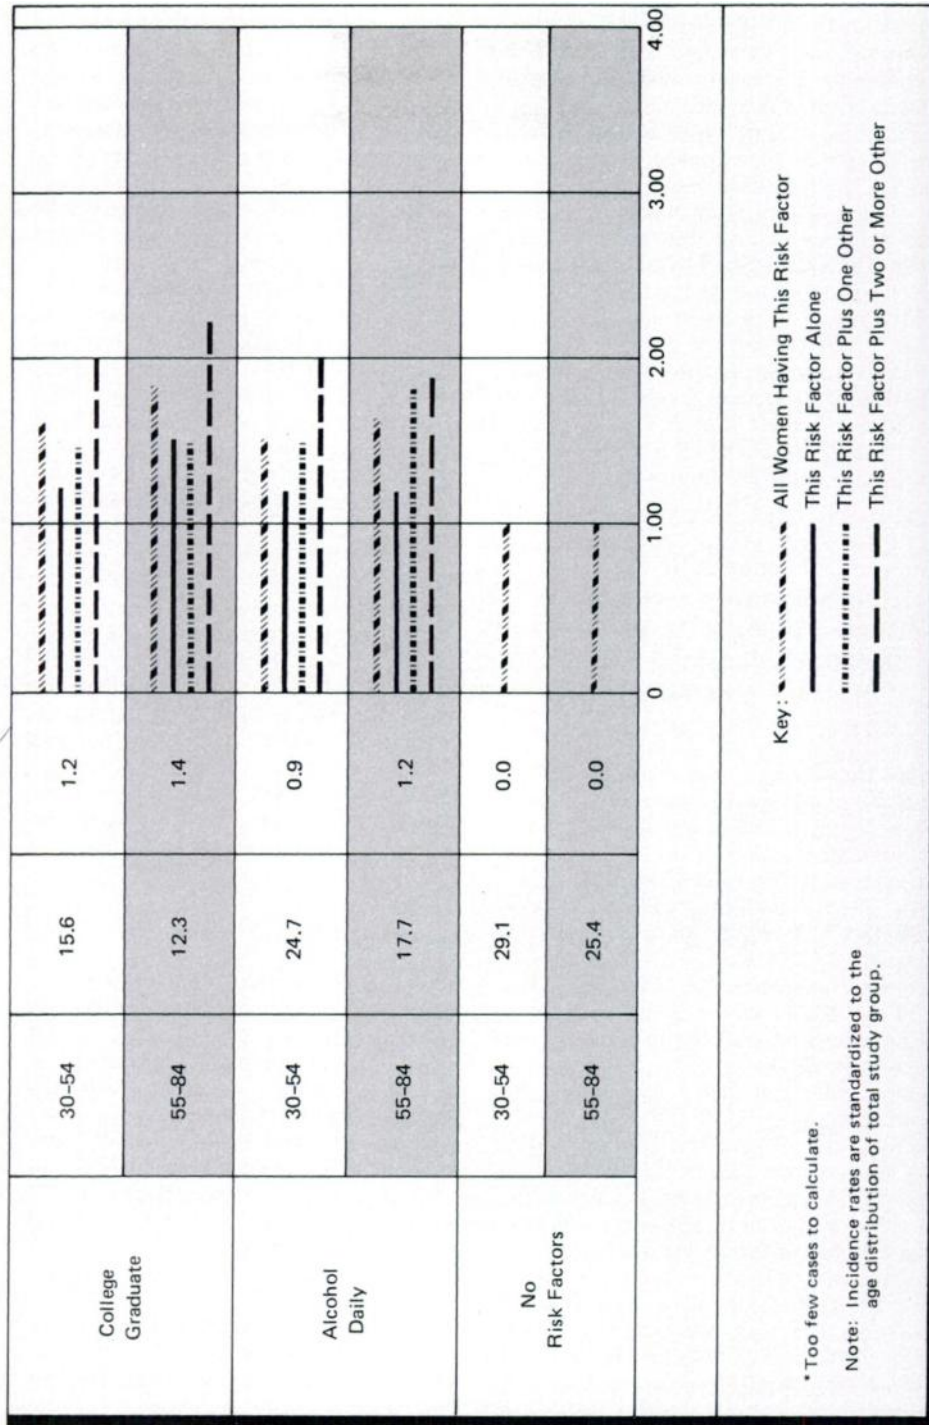 College
Graduate
30–54
15.6
1.2
55–84
12.3
1.4
Alcohol
Daily
30–54
24.7
0.9
55–84
17.7
1.2
No
Risk Factors
30–54
29.1
0.0
55–84
25.4
0.0
0
1.00
2.00
3.00
4.00
* Too few cases to calculate.
Note: Incidence rates are standardized to the
age distribution of total study group.
Key:
All Women Having This Risk Factor
This Risk Factor Alone
This Risk Factor Plus One Other
This Risk Factor Plus Two or More Other